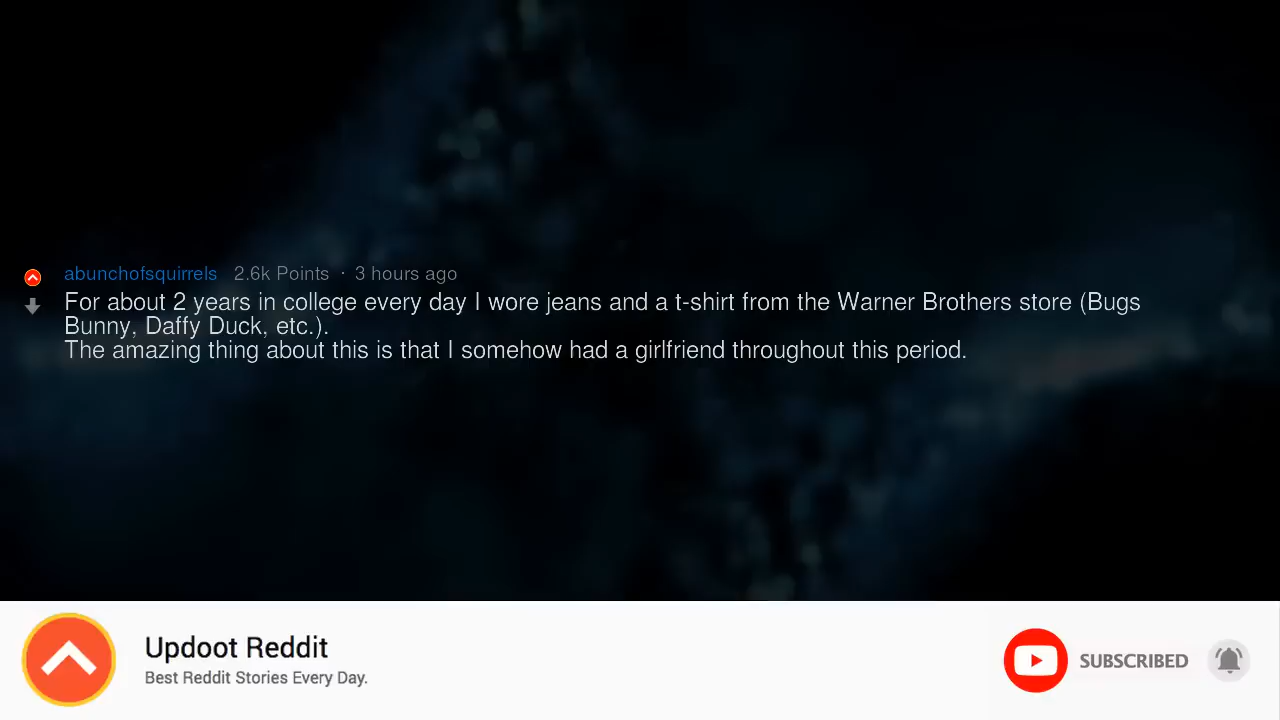 abunchofsquirrels 2.6k Points · 3 hours ago
For about 2 years in college every day I wore jeans and a t-shirt from the Warner Brothers store (Bugs
Bunny, Daffy Duck, etc.).
The amazing thing about this is that I somehow had a girlfriend throughout this period.
Updoot Reddit
Best Reddit Stories Every Day.
SUBSCRIBED